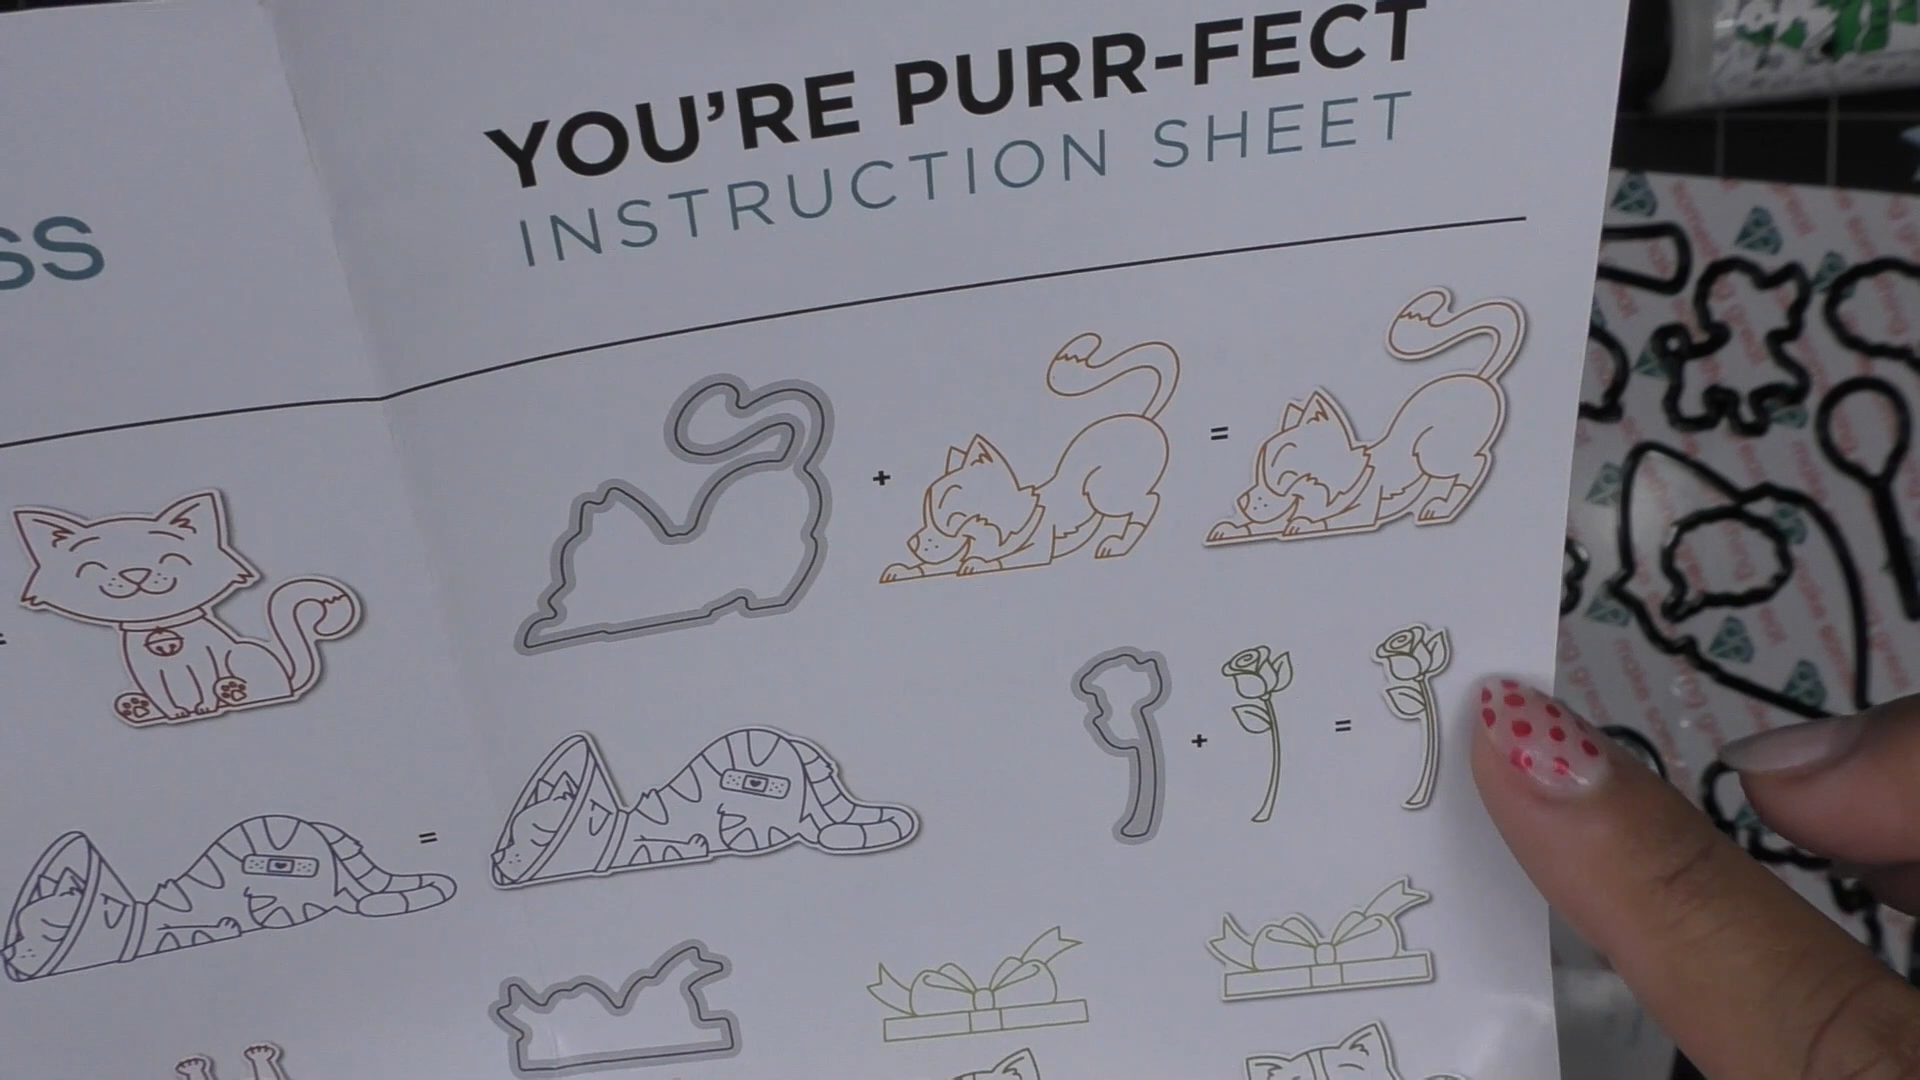 YOU'RE PURR-FECT
INSTRUCTION SHEET
SS
+
=
=
+
=
=